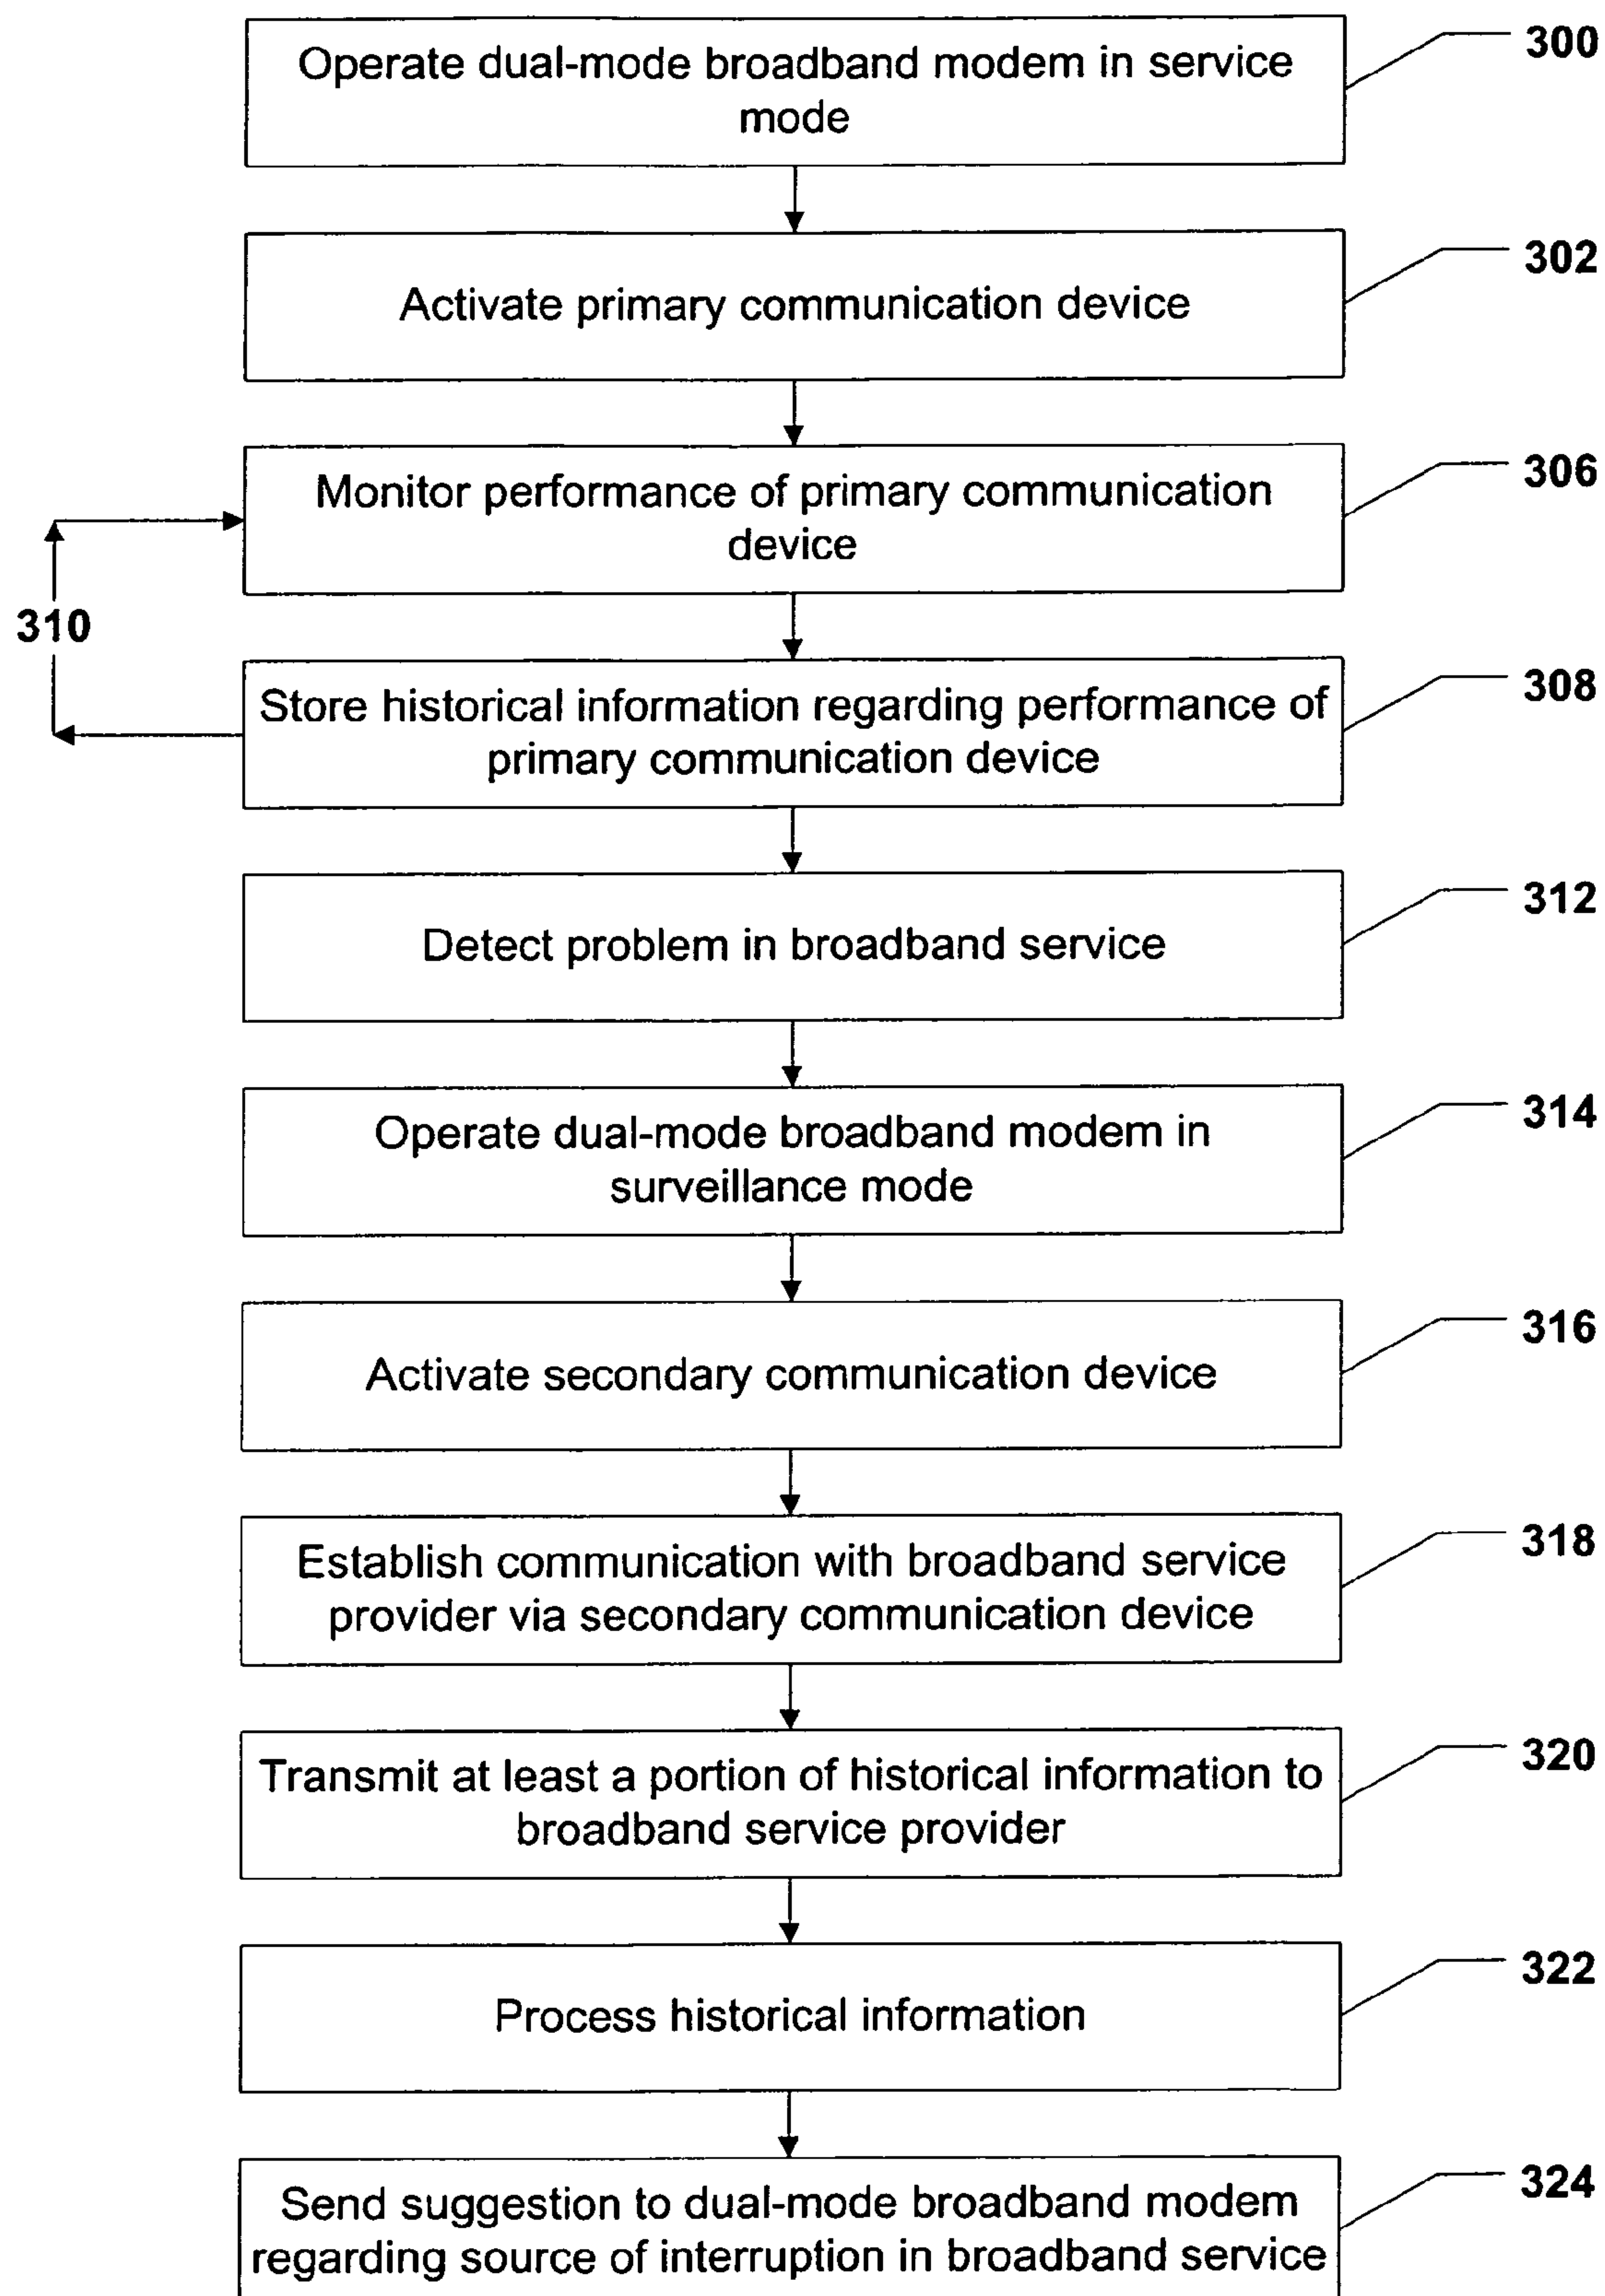 Operate dual-mode broadband modem in service
mode
300
Activate primary communication device
302
Monitor performance of primary communication
device
306
310
Store historical information regarding performance of
primary communication device
308
Detect problem in broadband service
312
Operate dual-mode broadband modem in
surveillance mode
314
Activate secondary communication device
316
Establish communication with broadband service
provider via secondary communication device
318
Transmit at least a portion of historical information to
broadband service provider
320
Process historical information
322
Send suggestion to dual-mode broadband modem
regarding source of interruption in broadband service
324